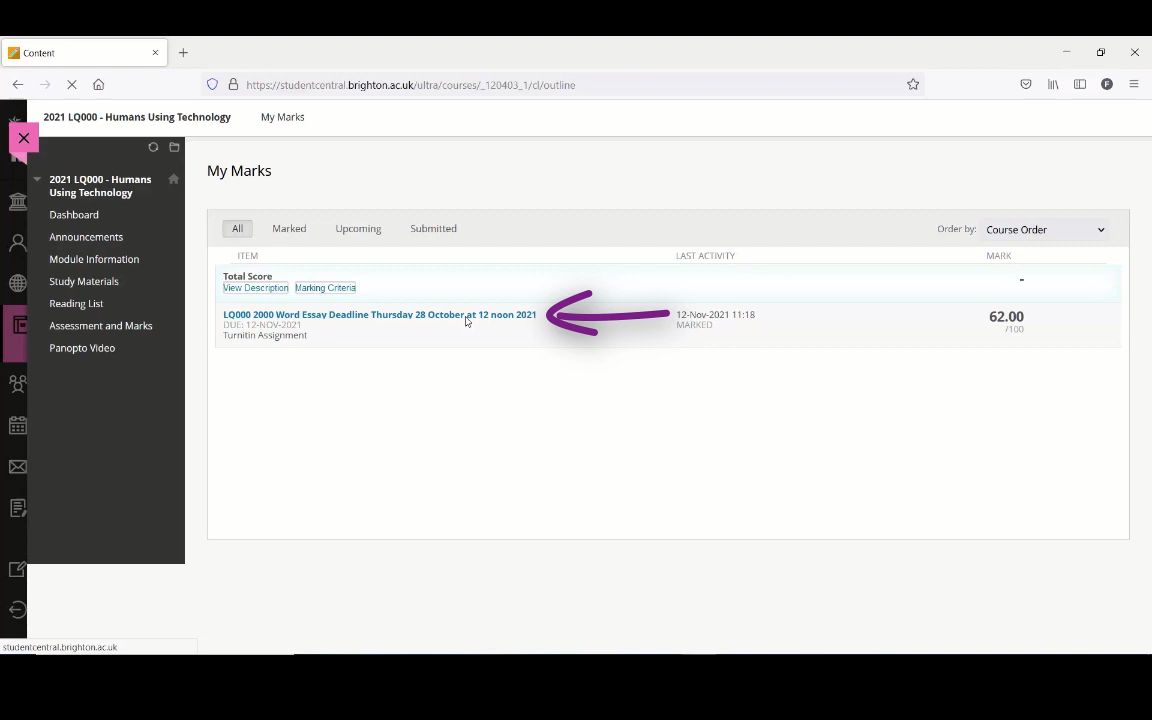 Content
https://studentcentral.brighton.ac.uk/ultra/courses/_120403_1/cl/outline
F
2021 LQ000 - Humans Using Technology
My Marks
2021 LQ000 - Humans
Using Technology
Dashboard
Announcements
Module Information
Study Materials
Reading List
Assessment and Marks
Panopto Video
My Marks
All Marked Upcoming Submitted
Order by: Course Order
ITEM LAST ACTIVITY MARK
Total Score -
View Description Marking Criteria
LQ000 2000 Word Essay Deadline Thursday 28 October at 12 noon 2021 12-Nov-2021 11:18 62.00
DUE: 12-NOV-2021 MARKED /100
Turnitin Assignment
studentcentral.brighton.ac.uk